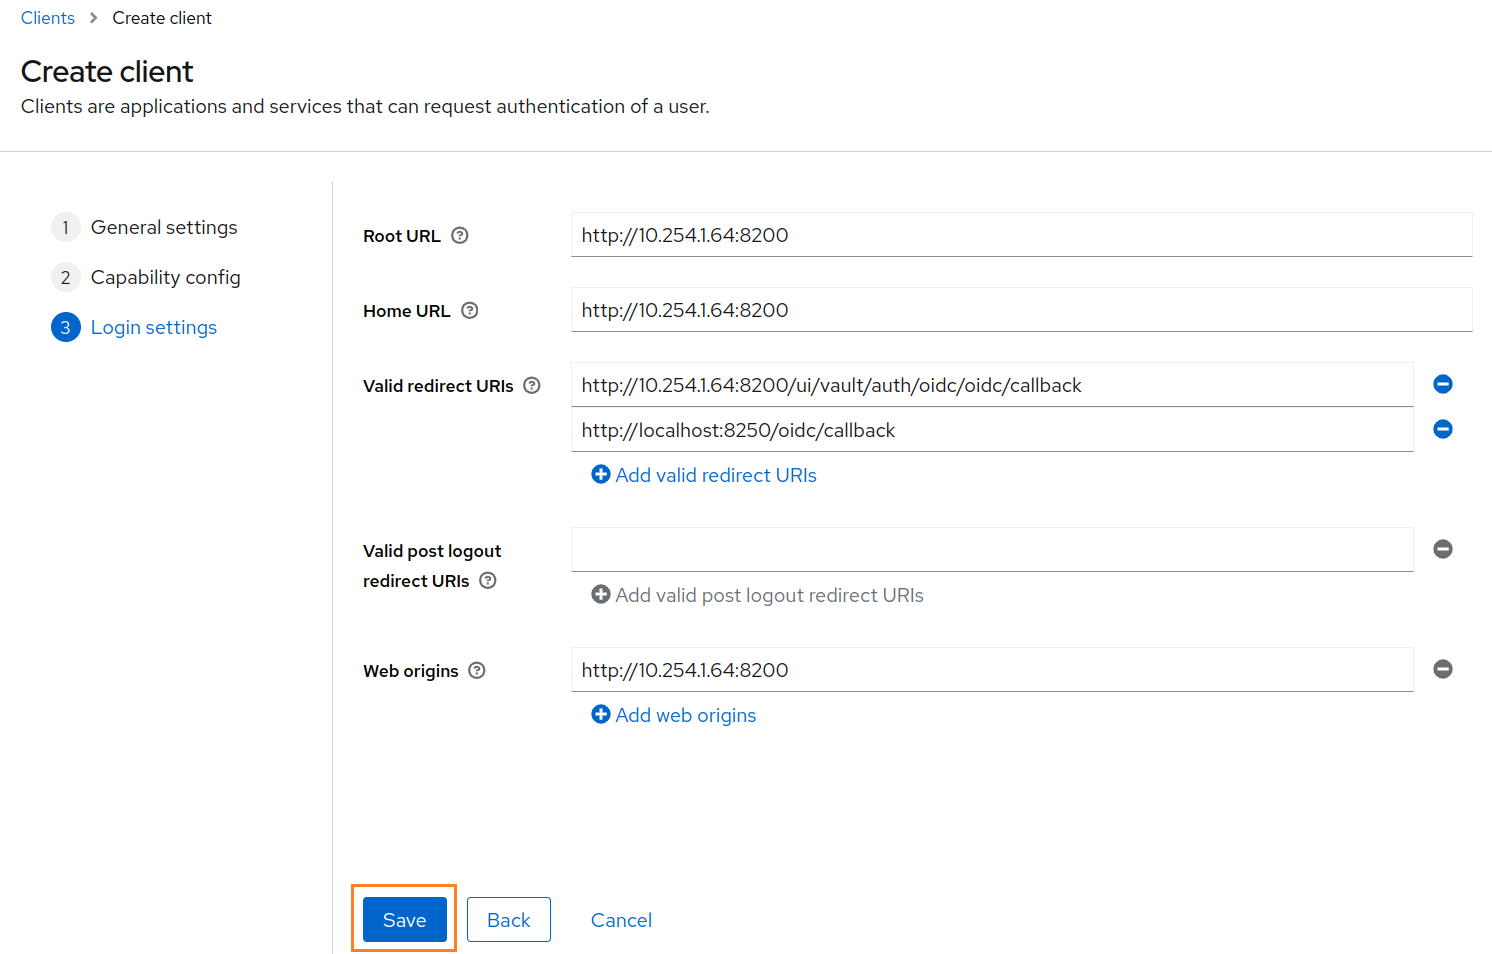 Clients > Create client
Create client
Clients are applications and services that can request authentication of a user.
1 General settings
2 Capability config
3 Login settings
Root URL ? http://10.254.1.64:8200
Home URL ? http://10.254.1.64:8200
Valid redirect URIs ? http://10.254.1.64:8200/ui/vault/auth/oidc/oidc/callback
http://localhost:8250/oidc/callback
Add valid redirect URIs
Valid post logout
redirect URIs ?
Add valid post logout redirect URIs
Web origins ? http://10.254.1.64:8200
Add web origins
Save Back Cancel